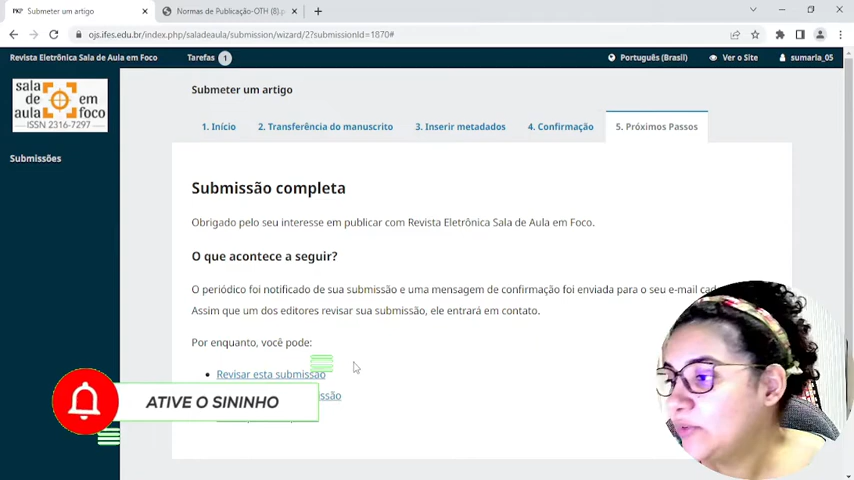 Submeter um artigo
Normas de Publicação-OTH (8).p
ojs.ifes.edu.br/index.php/saladeaula/submission/wizard/2?submissionId=1870#
Revista Eletrônica Sala de Aula em Foco
Tarefas 1
Português (Brasil)
Ver o Site
sumaria_05
sala de aula em foco
ISSN 2316-7297
Submissões
Submeter um artigo
1. Início
2. Transferência do manuscrito
3. Inserir metadados
4. Confirmação
5. Próximos Passos
Submissão completa
Obrigado pelo seu interesse em publicar com Revista Eletrônica Sala de Aula em Foco.
O que acontece a seguir?
O periódico foi notificado de sua submissão e uma mensagem de confirmação foi enviada para o seu e-mail
Assim que um dos editores revisar sua submissão, ele entrará em contato.
Por enquanto, você pode:
Revisar esta submissão
ATIVE O SININHO